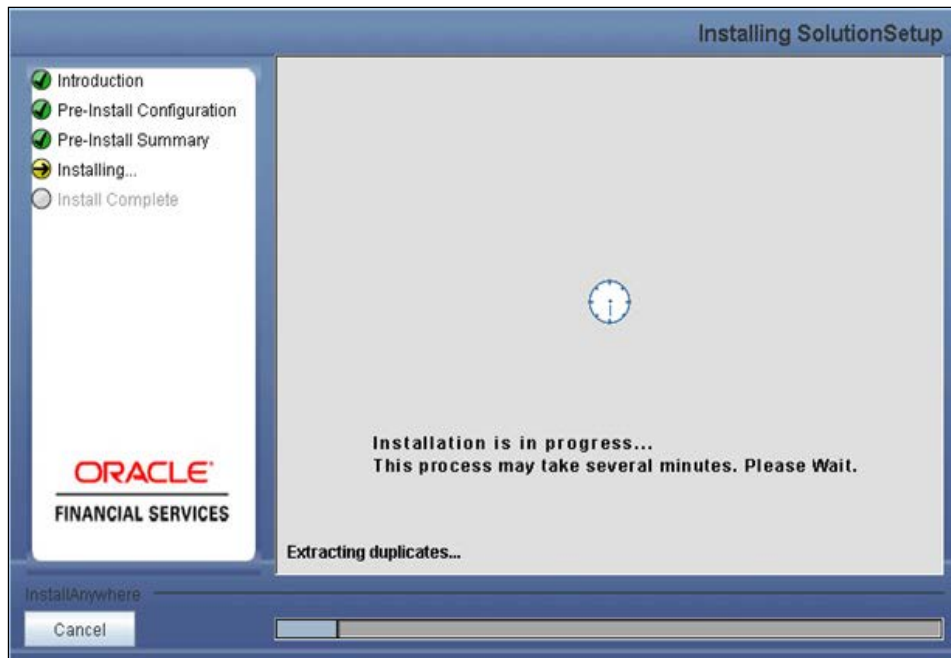 Installing SolutionSetup
Introduction
Pre-Install Configuration
Pre-Install Summary
Installing...
Install Complete
ORACLE
FINANCIAL SERVICES
Installation is in progress...
This process may take several minutes. Please Wait.
Extracting duplicates...
InstallAnywhere
Cancel